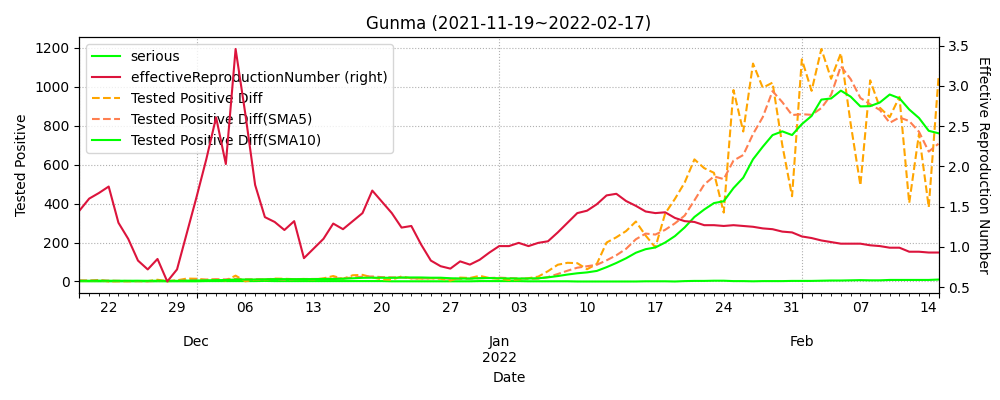 Gunma (2021-11-19~2022-02-17)
serious
effectiveReproductionNumber (right)
Tested Positive Diff
Tested Positive Diff(SMA5)
Tested Positive Diff(SMA10)
Tested Positive
1200
1000
800
600
400
200
0
3.5
3.0
2.5
2.0
1.5
1.0
0.5
Effective Reproduction Number
22 29 06 13 20 27 03 10 17 24 31 07 14
Dec Jan Feb
2022
Date